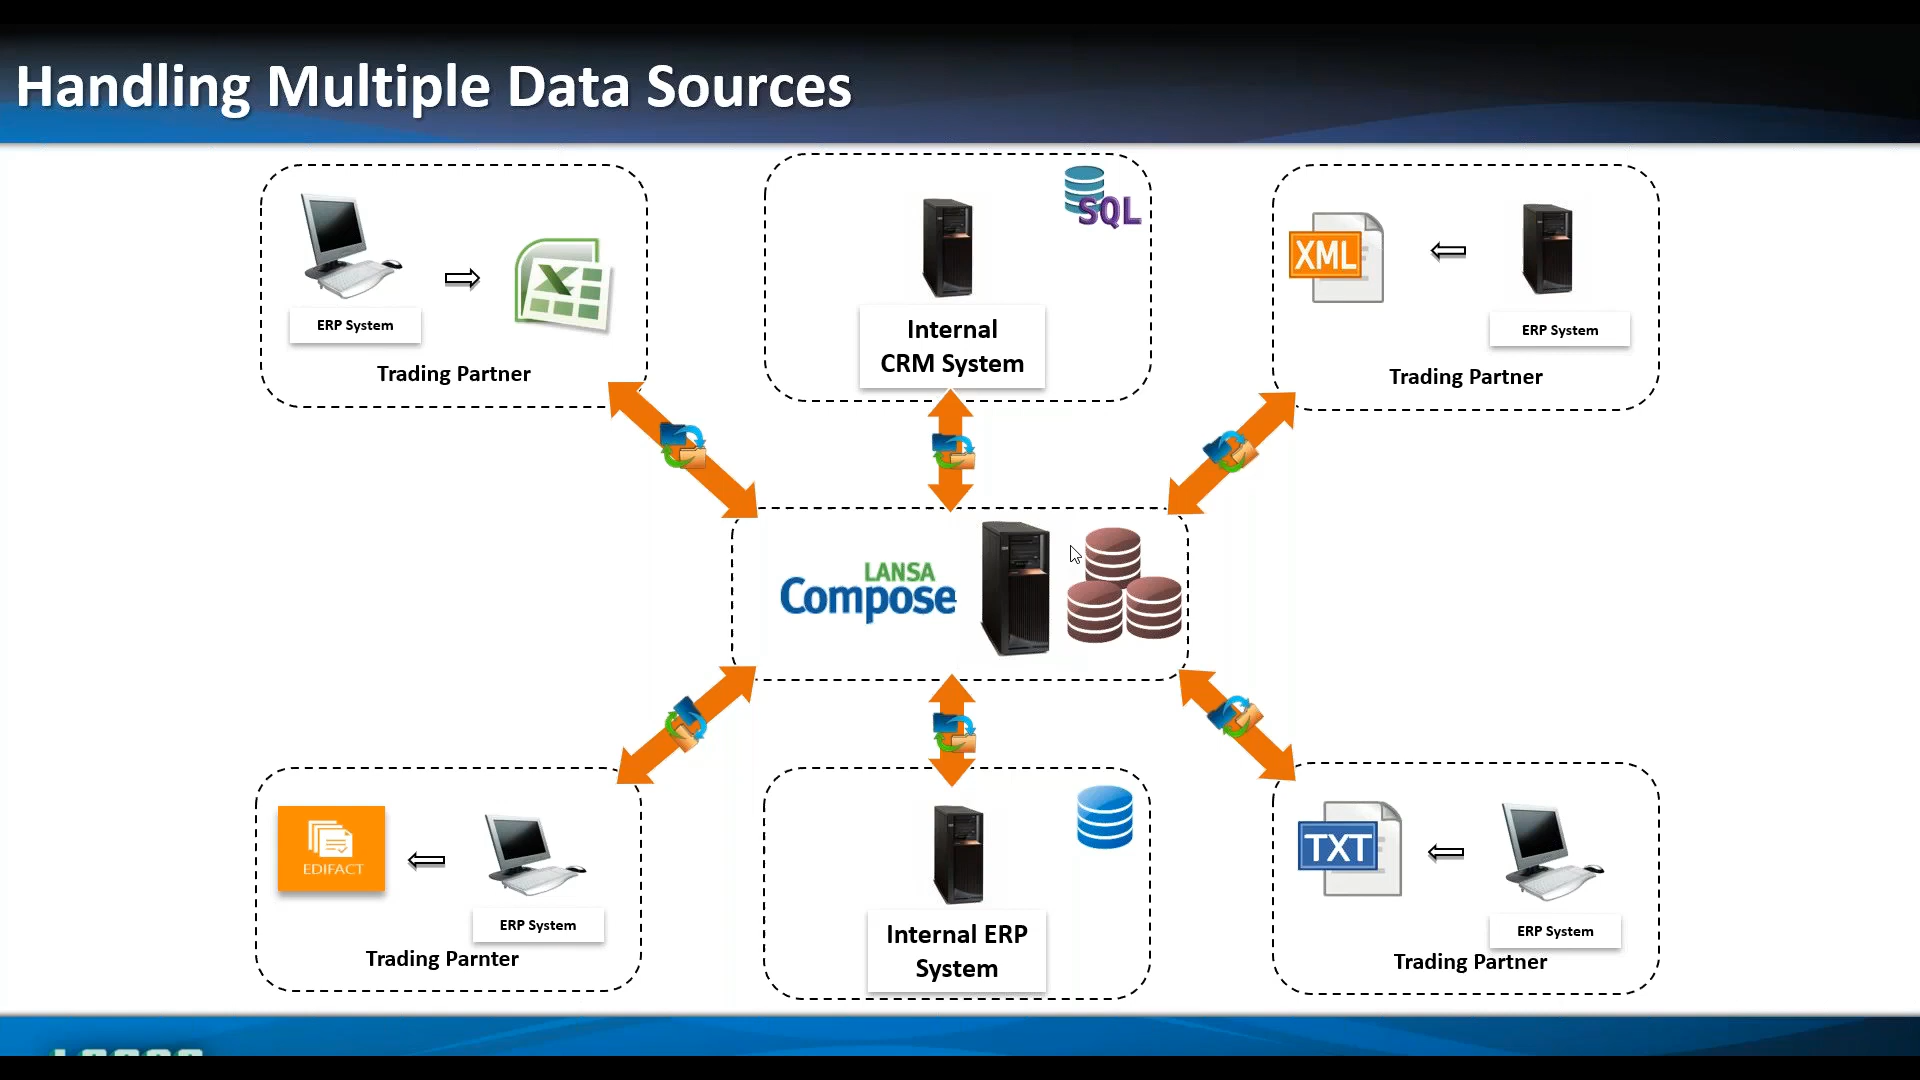 Handling Multiple Data Sources
ERP System
Trading Partner
SQL
Internal
CRM System
XML
ERP System
Trading Partner
LANSA
Compose
EDIFACT
ERP System
Trading Parnter
Internal ERP
System
TXT
ERP System
Trading Partner